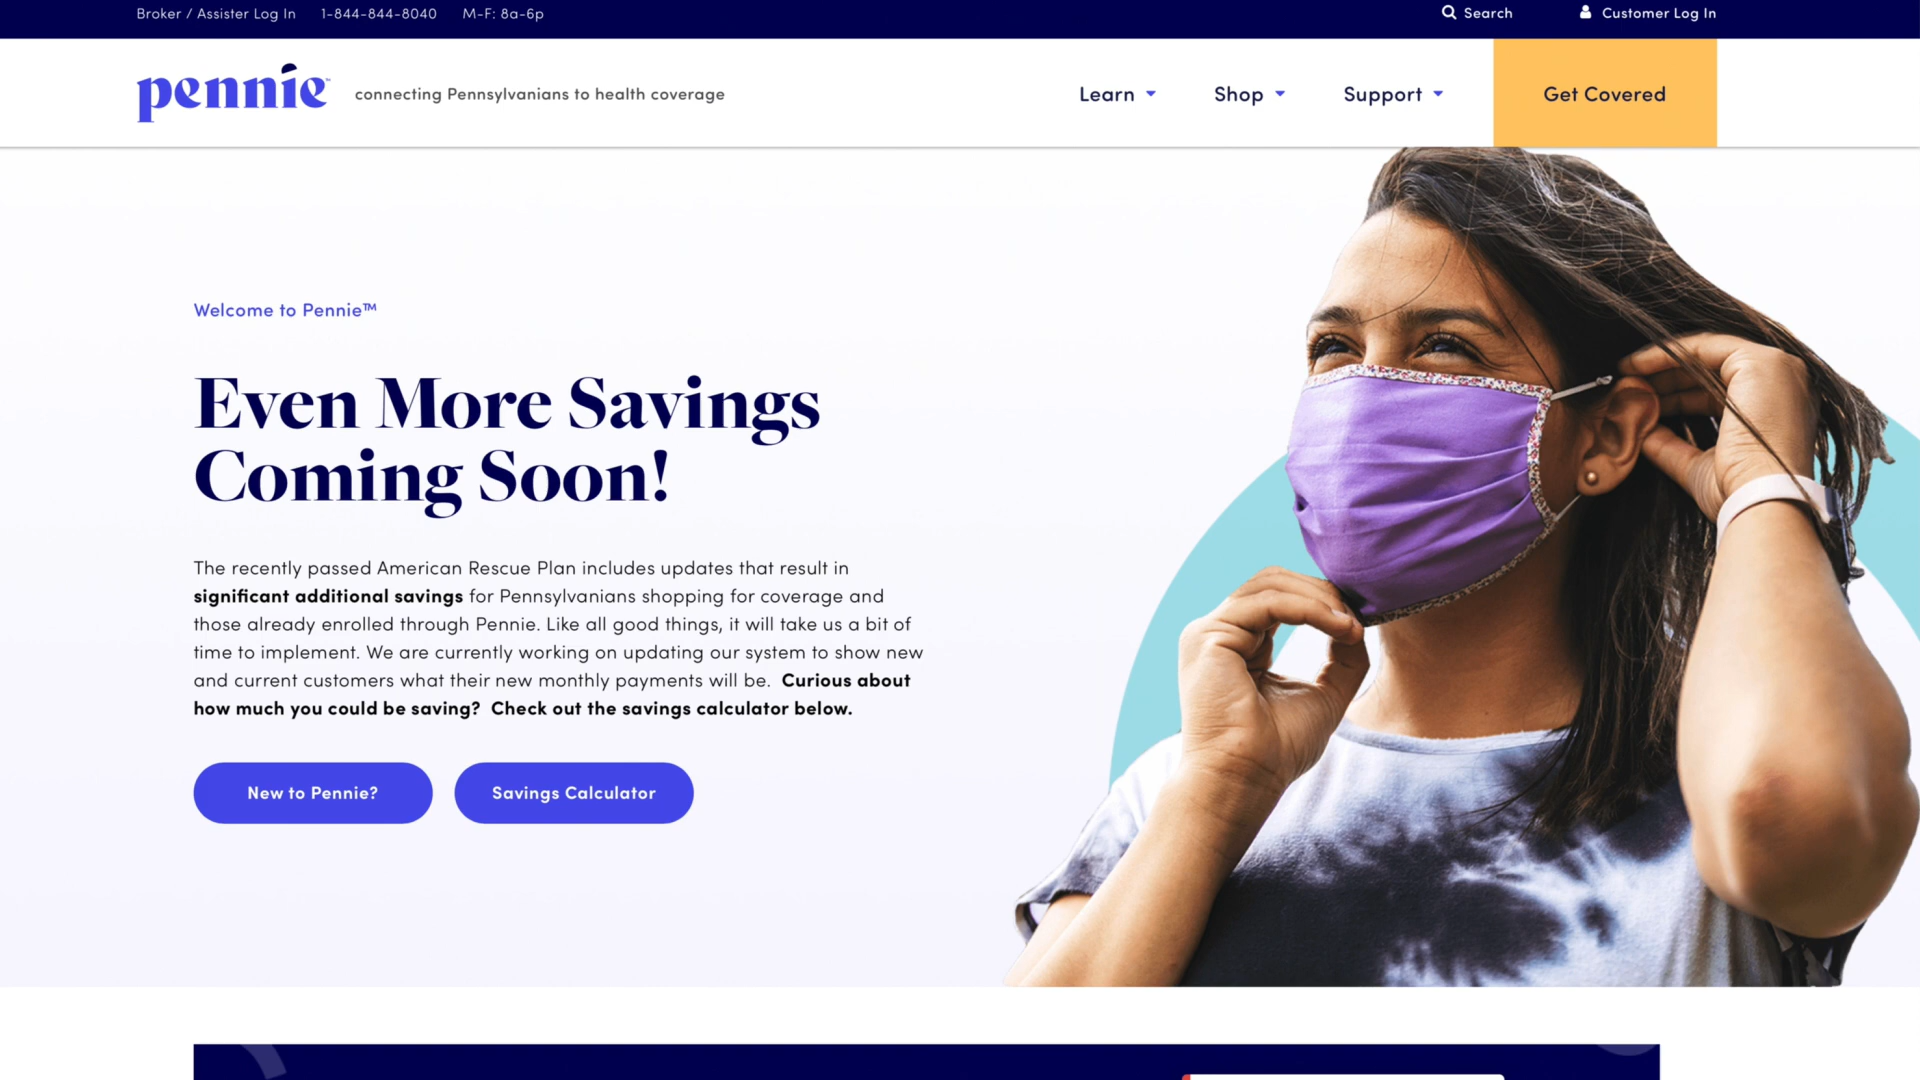 Broker / Assister Log In 1-844-844-8040 M-F: 8a-6p Search Customer Log In
pennie™ connecting Pennsylvanians to health coverage Learn Shop Support Get Covered
Welcome to Pennie™
Even More Savings
Coming Soon!
The recently passed American Rescue Plan includes updates that result in
significant additional savings for Pennsylvanians shopping for coverage and
those already enrolled through Pennie. Like all good things, it will take us a bit of
time to implement. We are currently working on updating our system to show new
and current customers what their new monthly payments will be. Curious about
how much you could be saving? Check out the savings calculator below.
New to Pennie? Savings Calculator